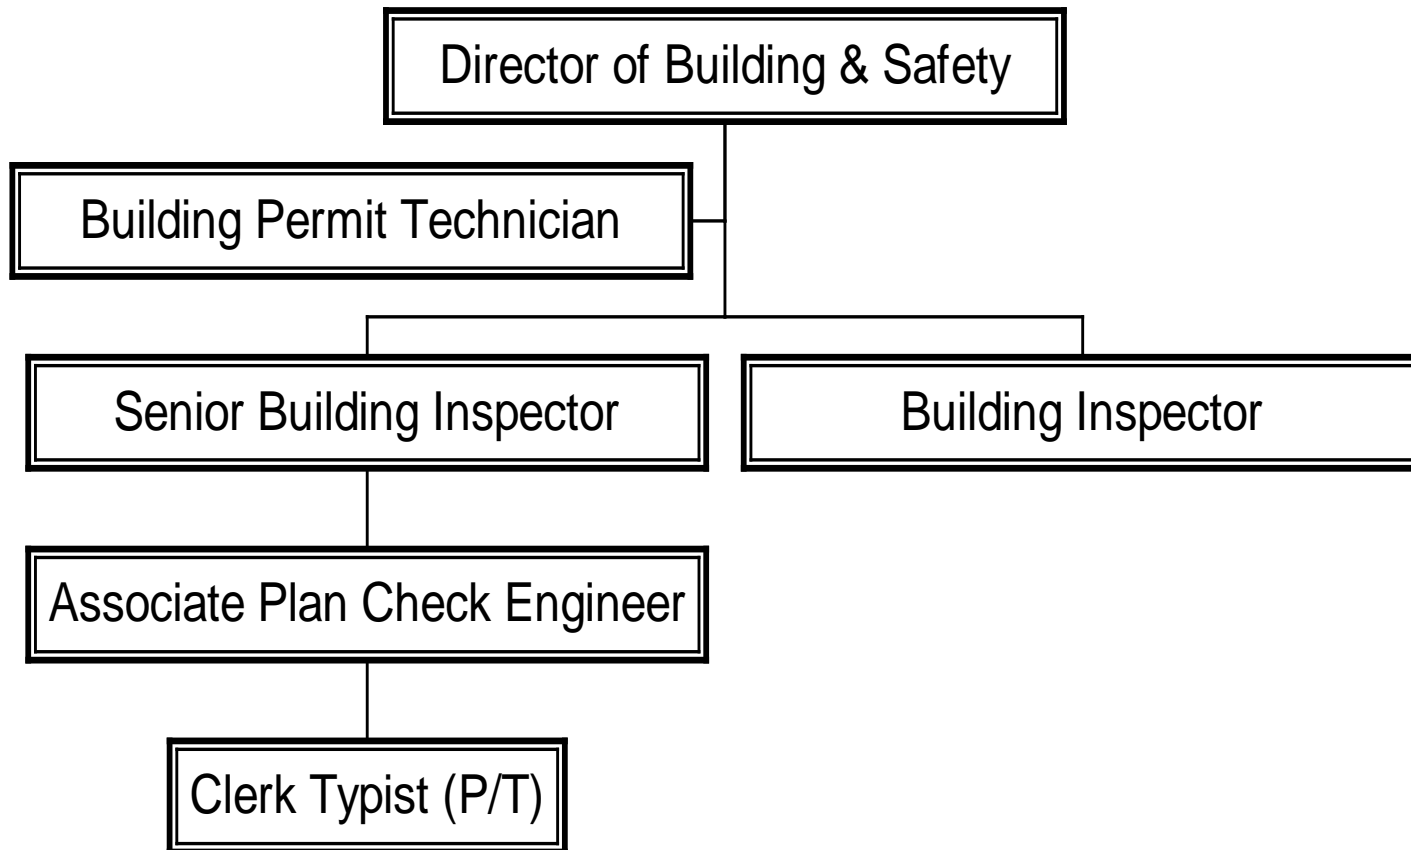 Director of Building & Safety
Building Permit Technician
Senior Building Inspector
Building Inspector
Associate Plan Check Engineer
Clerk Typist (P/T)